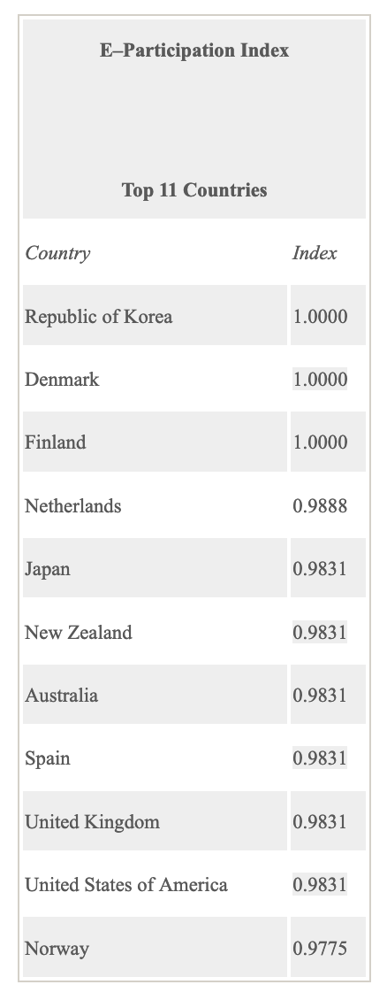 E–Participation Index
Top 11 Countries
Country Index
Republic of Korea 1.0000
Denmark 1.0000
Finland 1.0000
Netherlands 0.9888
Japan 0.9831
New Zealand 0.9831
Australia 0.9831
Spain 0.9831
United Kingdom 0.9831
United States of America 0.9831
Norway 0.9775